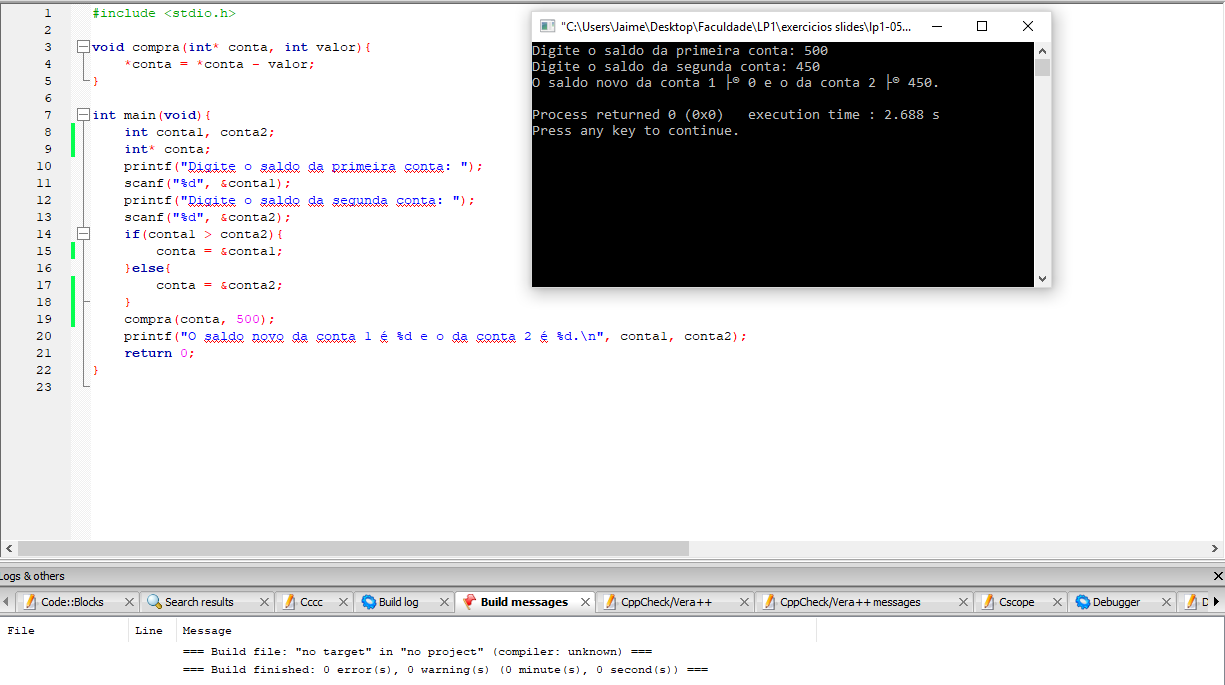 1 #include <stdio.h>
2
3 void compra(int* conta, int valor){
4 *conta = *conta - valor;
5 }
6
7 int main(void){
8 int conta1, conta2;
9 int* conta;
10 printf("Digite o saldo da primeira conta: ");
11 scanf("%d", &conta1);
12 printf("Digite o saldo da segunda conta: ");
13 scanf("%d", &conta2);
14 if(conta1 > conta2){
15 conta = &conta1;
16 }else{
17 conta = &conta2;
18 }
19 compra(conta, 500);
20 printf("O saldo novo da conta 1 é %d e o da conta 2 é %d.\n", conta1, conta2);
21 return 0;
22 }
23
"C:\Users\Jaime\Desktop\Faculdade\LP1\exercicios slides\lp1-05...
Digite o saldo da primeira conta: 500
Digite o saldo da segunda conta: 450
O saldo novo da conta 1 ├® 0 e o da conta 2 ├® 450.
Process returned 0 (0x0) execution time : 2.688 s
Press any key to continue.
Logs & others
Code::Blocks Search results Cccc Build log Build messages CppCheck/Vera++ CppCheck/Vera++ messages Cscope Debugger D
File Line Message
=== Build file: "no target" in "no project" (compiler: unknown) ===
=== Build finished: 0 error(s), 0 warning(s) (0 minute(s), 0 second(s)) ===